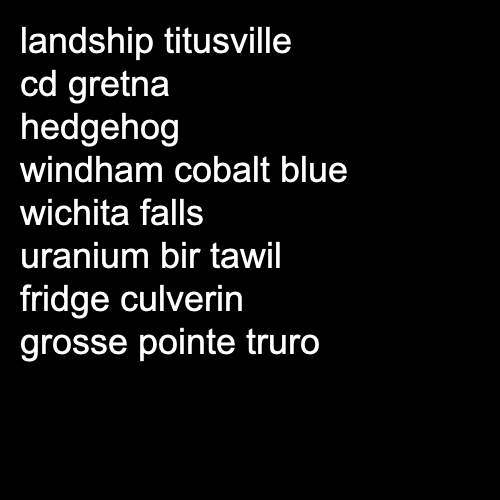 landship titusville
cd gretna
hedgehog
windham cobalt blue
wichita falls
uranium bir tawil
fridge culverin
grosse pointe truro